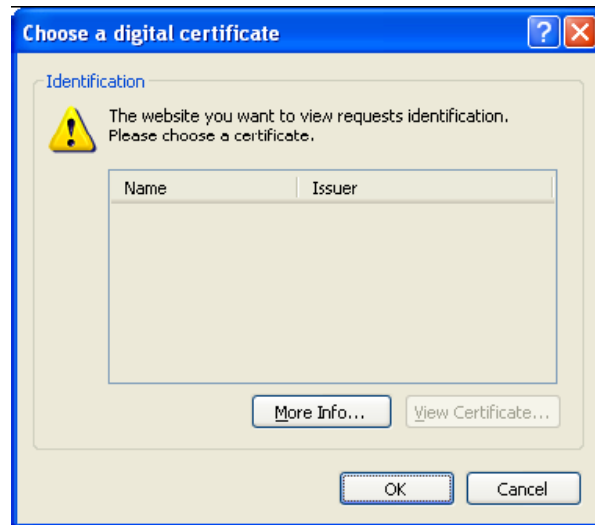 Choose a digital certificate
Identification
The website you want to view requests identification.
Please choose a certificate.
Name Issuer
More Info... View Certificate...
OK Cancel